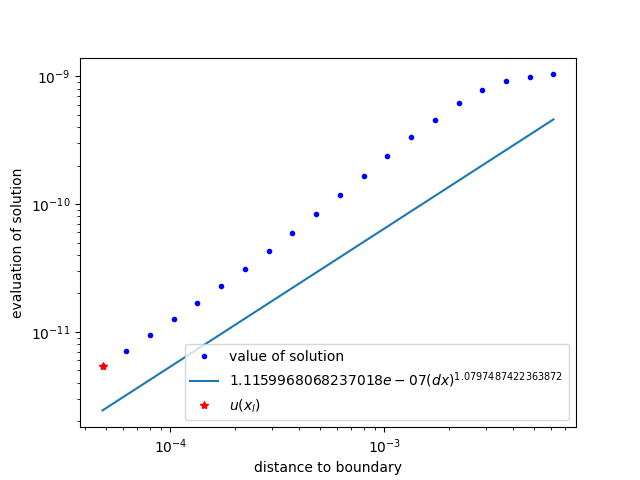 10⁻⁹
10⁻¹⁰
10⁻¹¹
evaluation of solution
value of solution
1.1159968068237018e − 07(dx)^1.0797487422363872
u(x_l)
10⁻⁴
10⁻³
distance to boundary